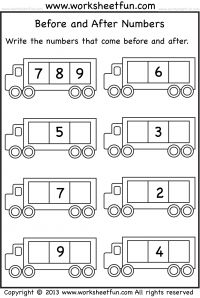 www.worksheetfun.com
Before and After Numbers
Write the numbers that come before and after.
7 8 9
6
5
3
7
2
9
4
Copyright © 2013 www.worksheetfun.com All rights reserved